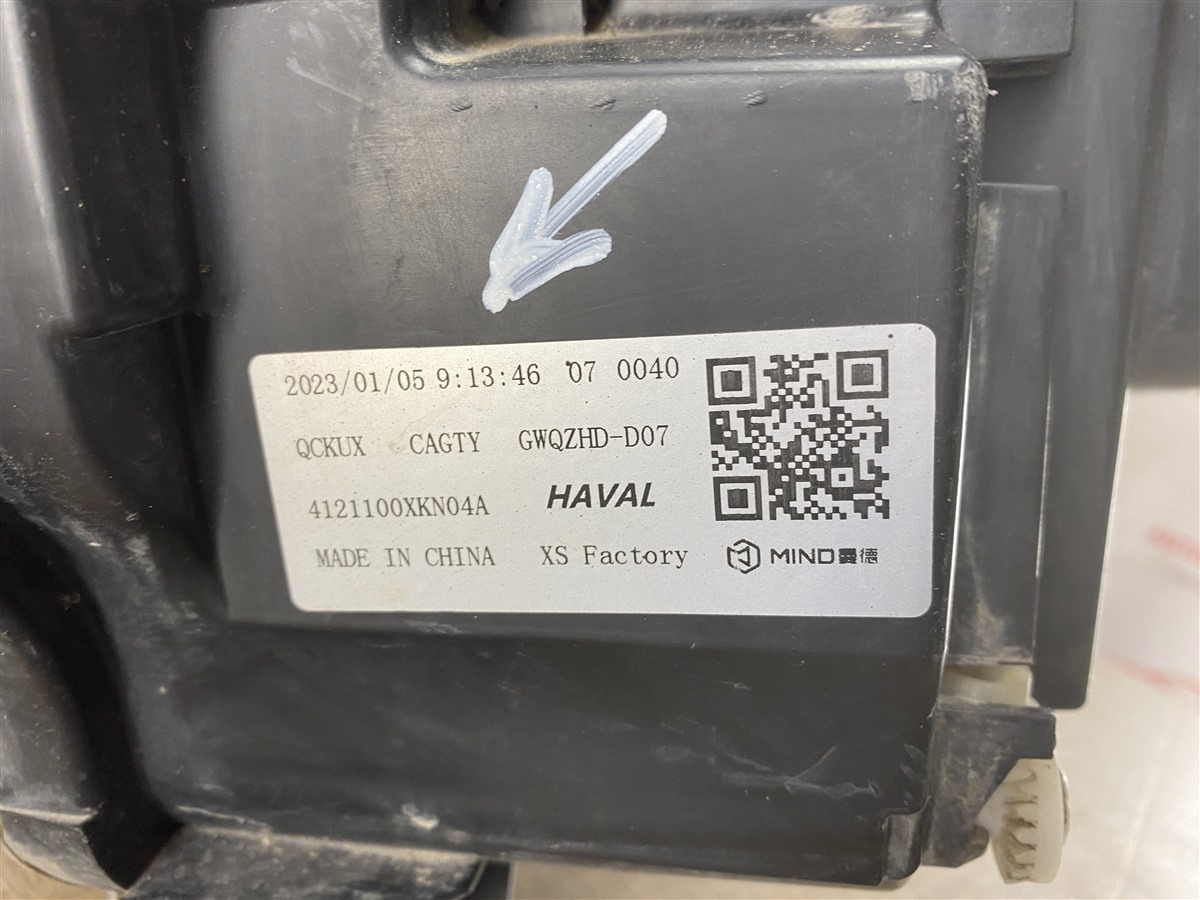 2023/01/05 9:13:46 07 0040
QCKUX CAGTY GWQZHD-D07
4121100XKN04A HAVAL
MADE IN CHINA XS Factory MIND曼德